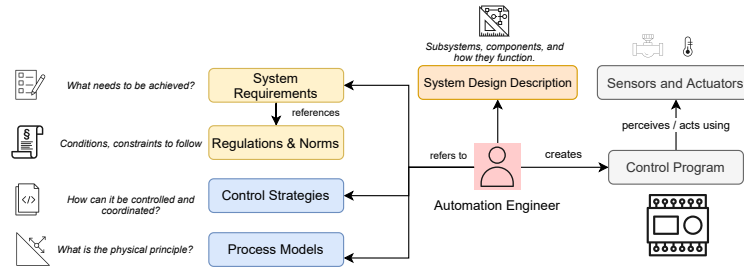 Subsystems, components, and
how they function.
What needs to be achieved?
System
Requirements
System Design Description
Sensors and Actuators
references
perceives / acts using
§
Conditions, constraints to follow
Regulations & Norms
refers to
creates
Control Program
</>
How can it be controlled and
coordinated?
Control Strategies
Automation Engineer
What is the physical principle?
Process Models